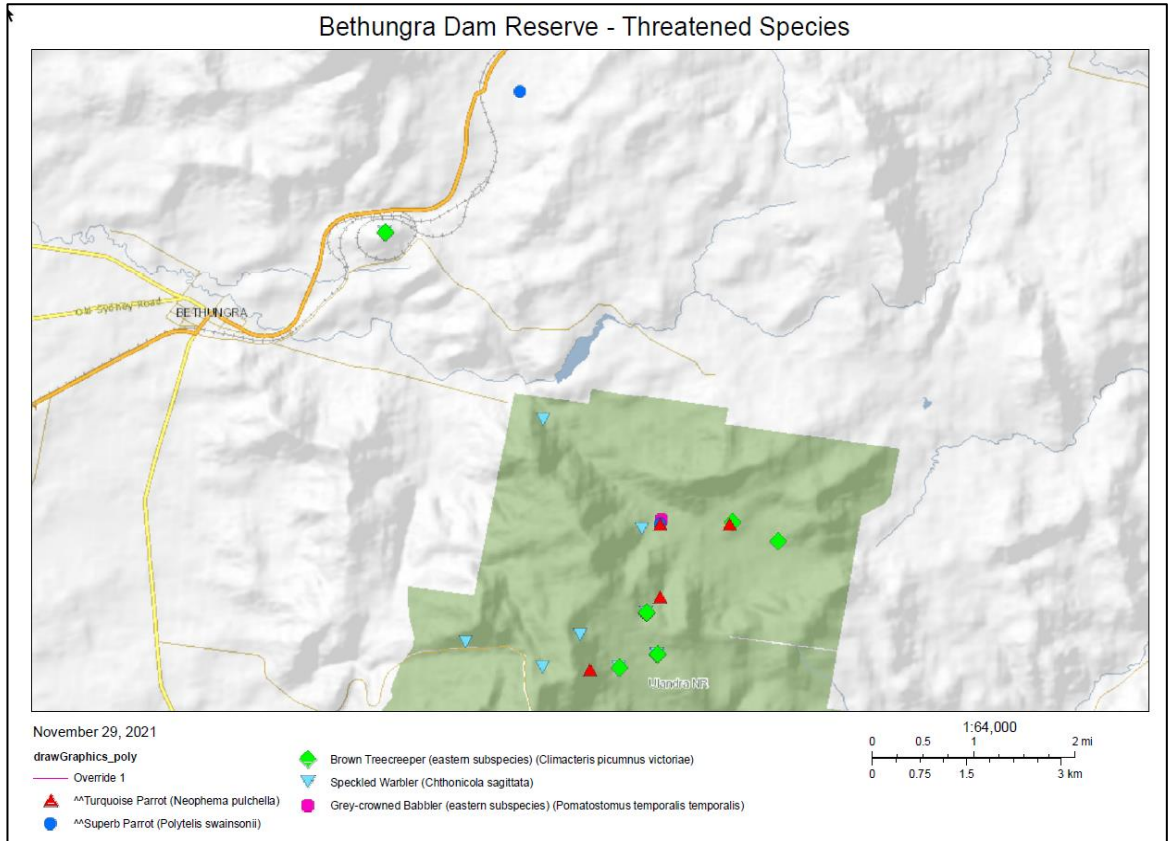 Bethungra Dam Reserve - Threatened Species
Old Sydney Road
BETHUNGRA
Ulandra NR
November 29, 2021
drawGraphics_poly
Override 1
^^Turquoise Parrot (Neophema pulchella)
^^Superb Parrot (Polytelis swainsonii)
Brown Treecreeper (eastern subspecies) (Climacteris picumnus victoriae)
Speckled Warbler (Chthonicola sagittata)
Grey-crowned Babbler (eastern subspecies) (Pomatostomus temporalis temporalis)
1:64,000
0 0.5 1 2 mi
0 0.75 1.5 3 km